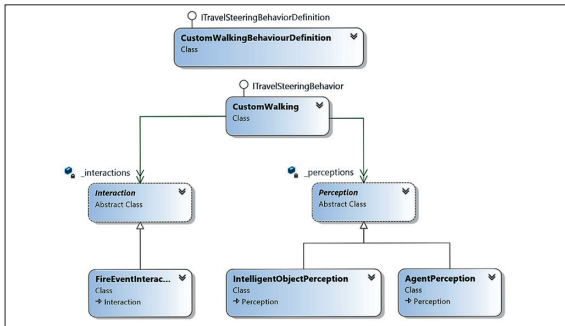 ITravelSteeringBehaviorDefinition
CustomWalkingBehaviourDefinition
Class
ITravelSteeringBehavior
CustomWalking
Class
_interactions
_perceptions
Interaction
Abstract Class
Perception
Abstract Class
FireEventInterac...
Class
Interaction
IntelligentObjectPerception
Class
Perception
AgentPerception
Class
Perception